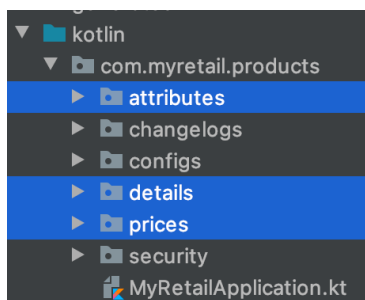 kotlin
com.myretail.products
attributes
changelogs
configs
details
prices
security
MyRetailApplication.kt